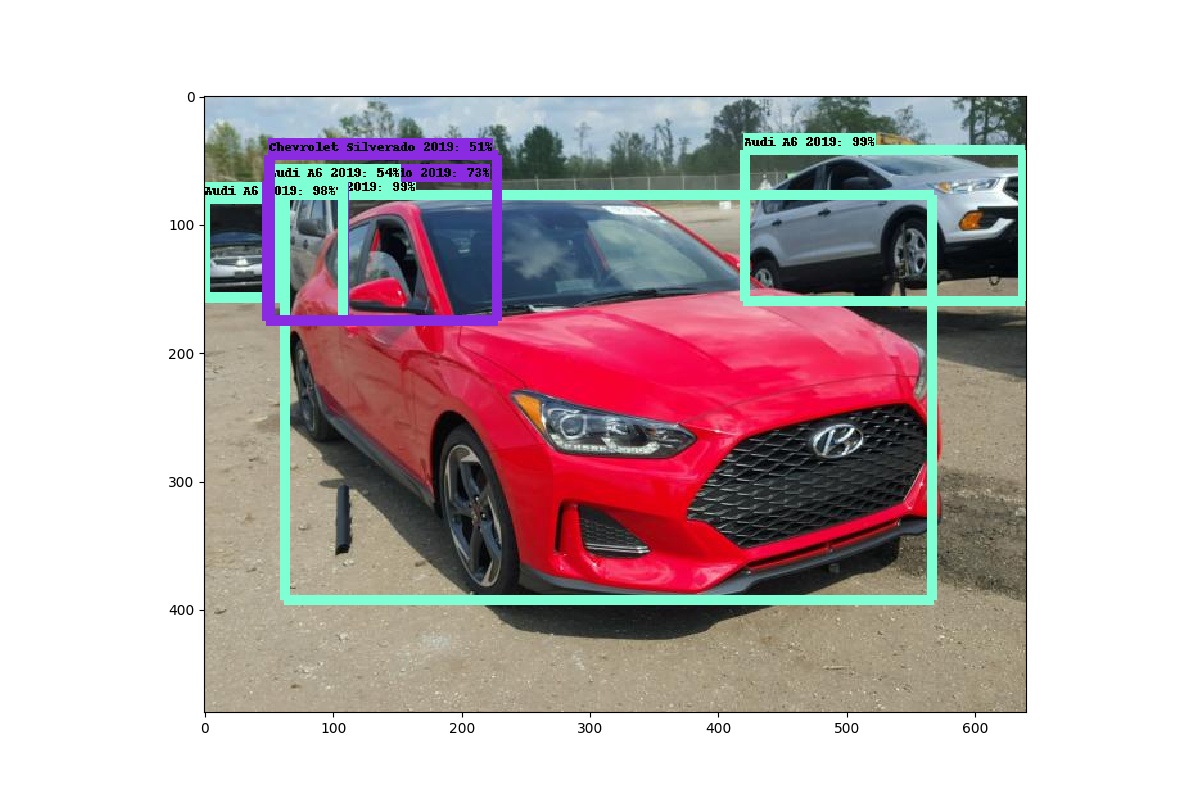 0
Audi A6 2019: 99%
Chevrolet Silverado 2019: 51%
udi A6 2019: 54% do 2019: 73%
Audi A6 2019: 98% 2019: 99%
100
200
300
400
0 100 200 300 400 500 600